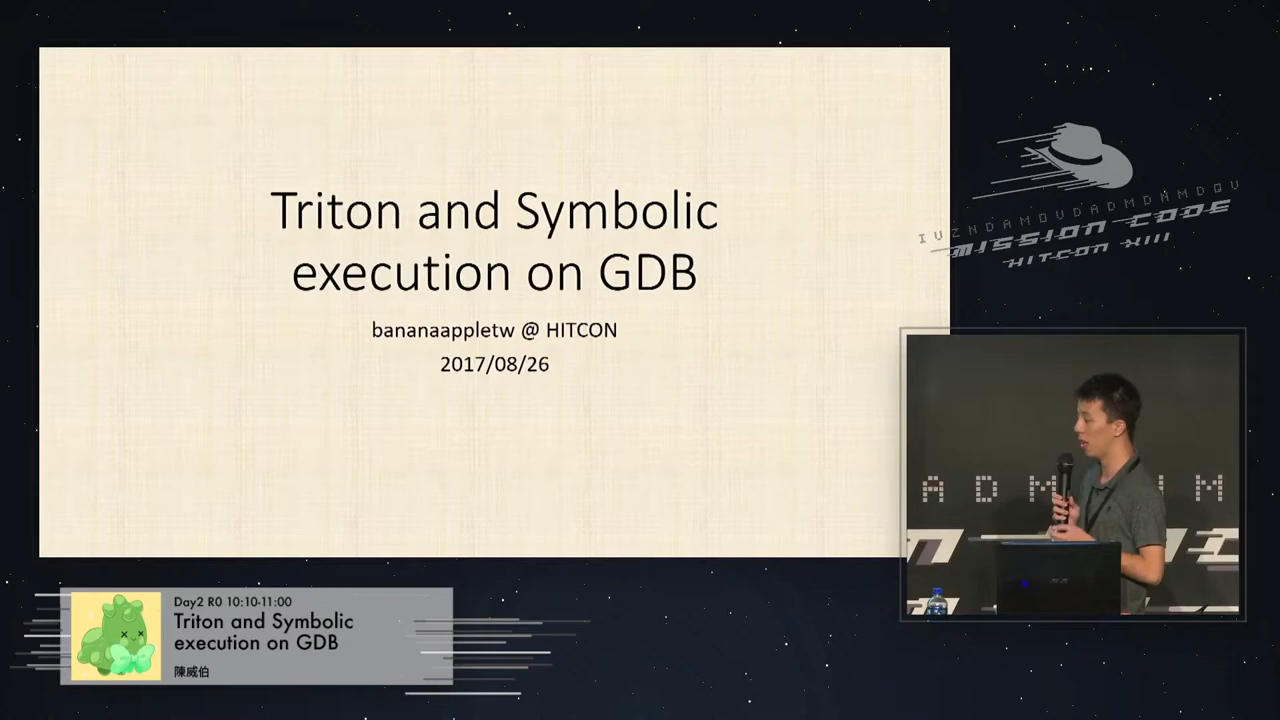 Triton and Symbolic
execution on GDB
bananaappletw @ HITCON
2017/08/26
IVZNDAMOVDADMDNMDQV
MISSION CODE
HITCON XIII
A D M
M
Day2 R0 10:10-11:00
Triton and Symbolic
execution on GDB
陳威伯